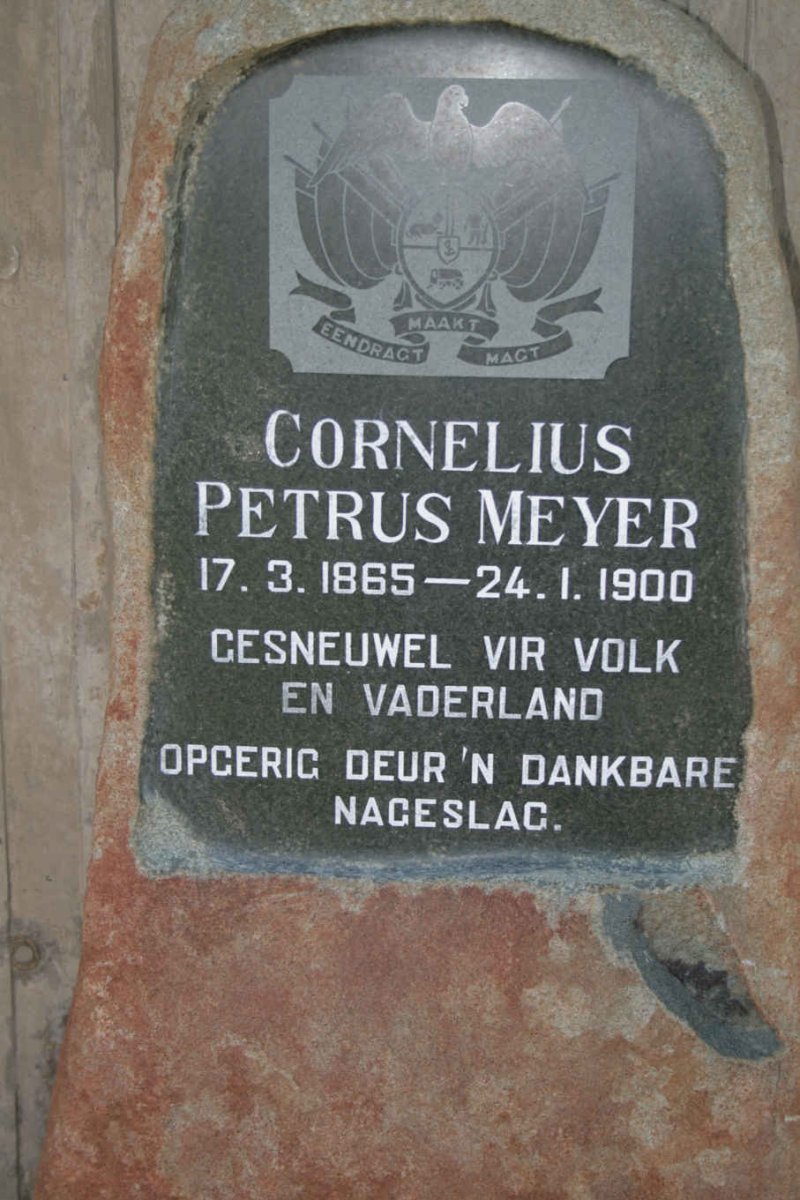 EENDRAGT MAAKT MAGT
CORNELIUS
PETRUS MEYER
17. 3. 1865—24. 1. 1900
GESNEUWEL VIR VOLK
EN VADERLAND
OPGERIG DEUR 'N DANKBARE
NAGESLAG.